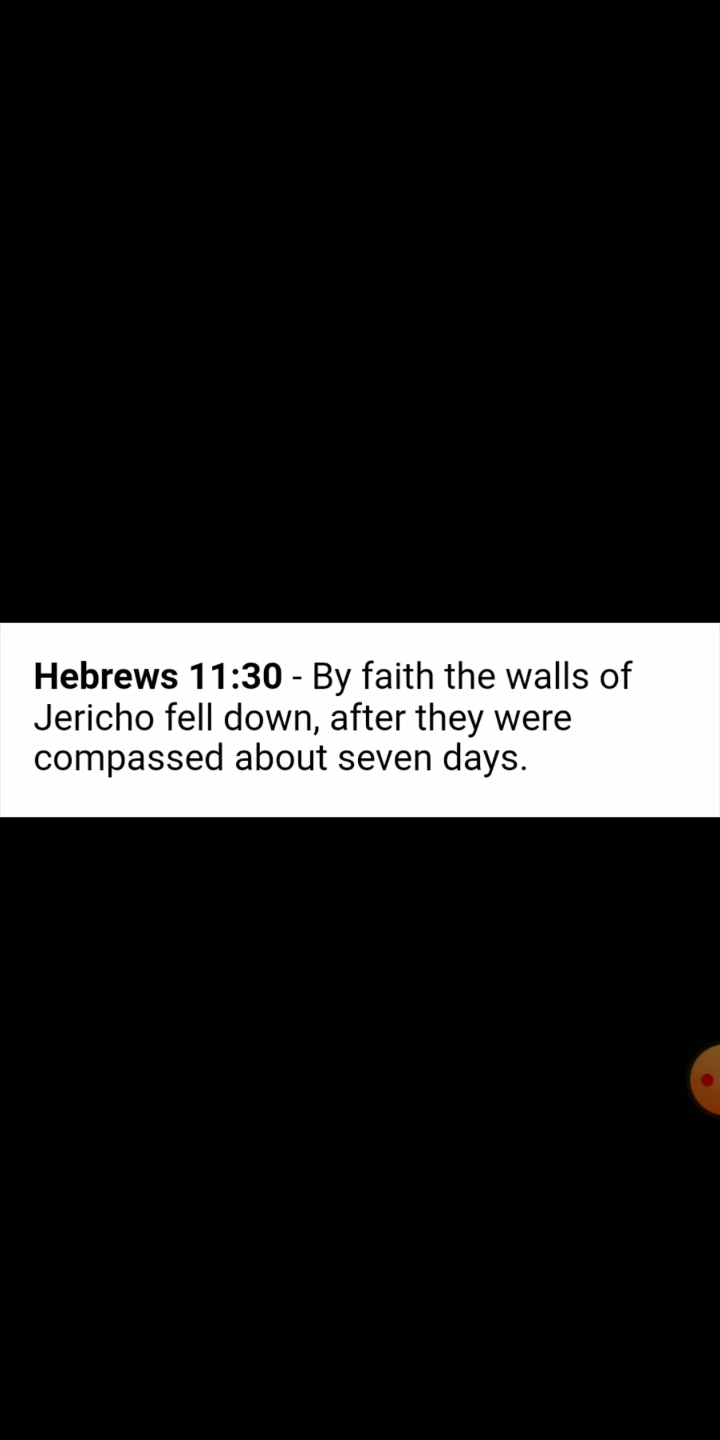 Hebrews 11:30 - By faith the walls of
Jericho fell down, after they were
compassed about seven days.